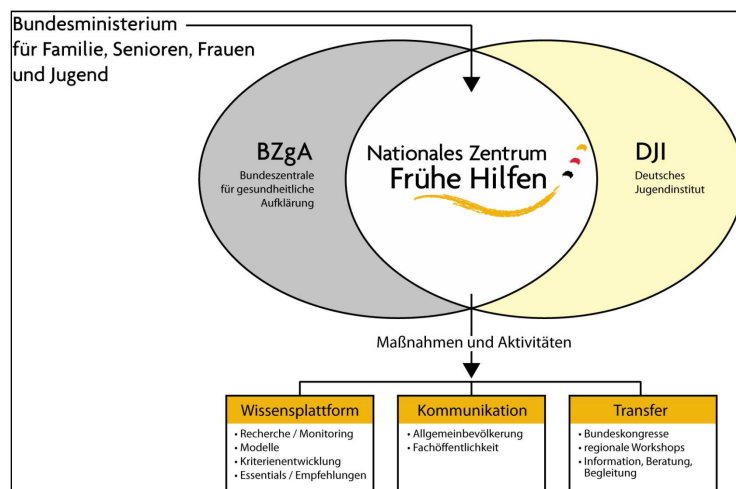 Bundesministerium
für Familie, Senioren, Frauen
und Jugend
BZgA
Bundeszentrale
für gesundheitliche
Aufklärung
Nationales Zentrum
Frühe Hilfen
DJI
Deutsches
Jugendinstitut
Maßnahmen und Aktivitäten
Wissensplattform
• Recherche / Monitoring
• Modelle
• Kriterienentwicklung
• Essentials / Empfehlungen
Kommunikation
• Allgemeinbevölkerung
• Fachöffentlichkeit
Transfer
• Bundeskongresse
• regionale Workshops
• Information, Beratung,
Begleitung